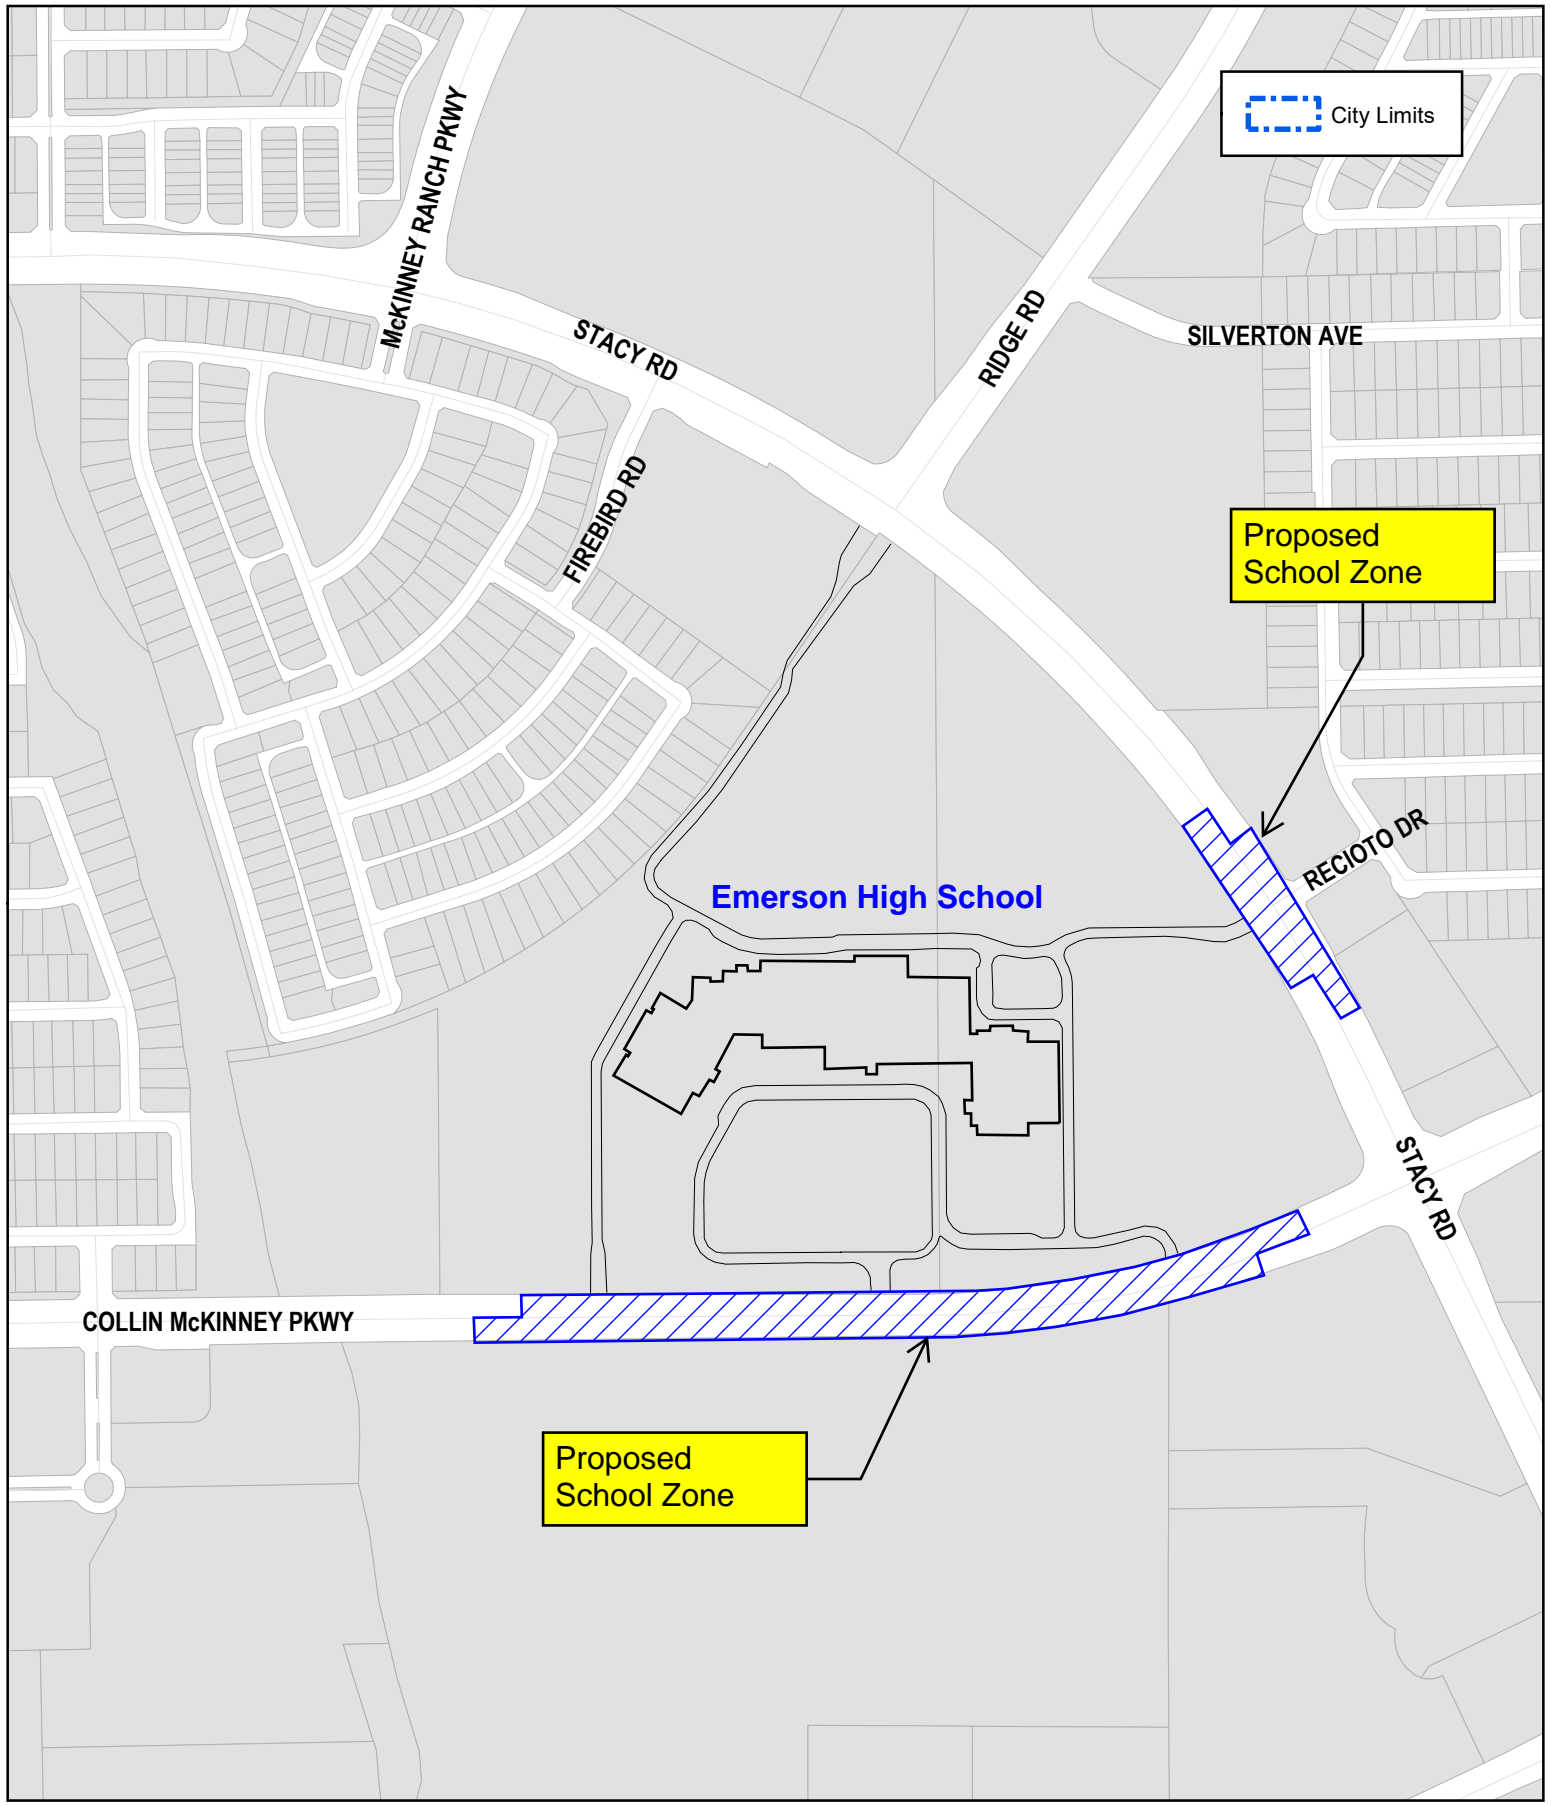 City Limits
McKINNEY RANCH PKWY
STACY RD
RIDGE RD
SILVERTON AVE
FIREBIRD RD
Proposed
School Zone
RECIOTO DR
Emerson High School
STACY RD
COLLIN McKINNEY PKWY
Proposed
School Zone